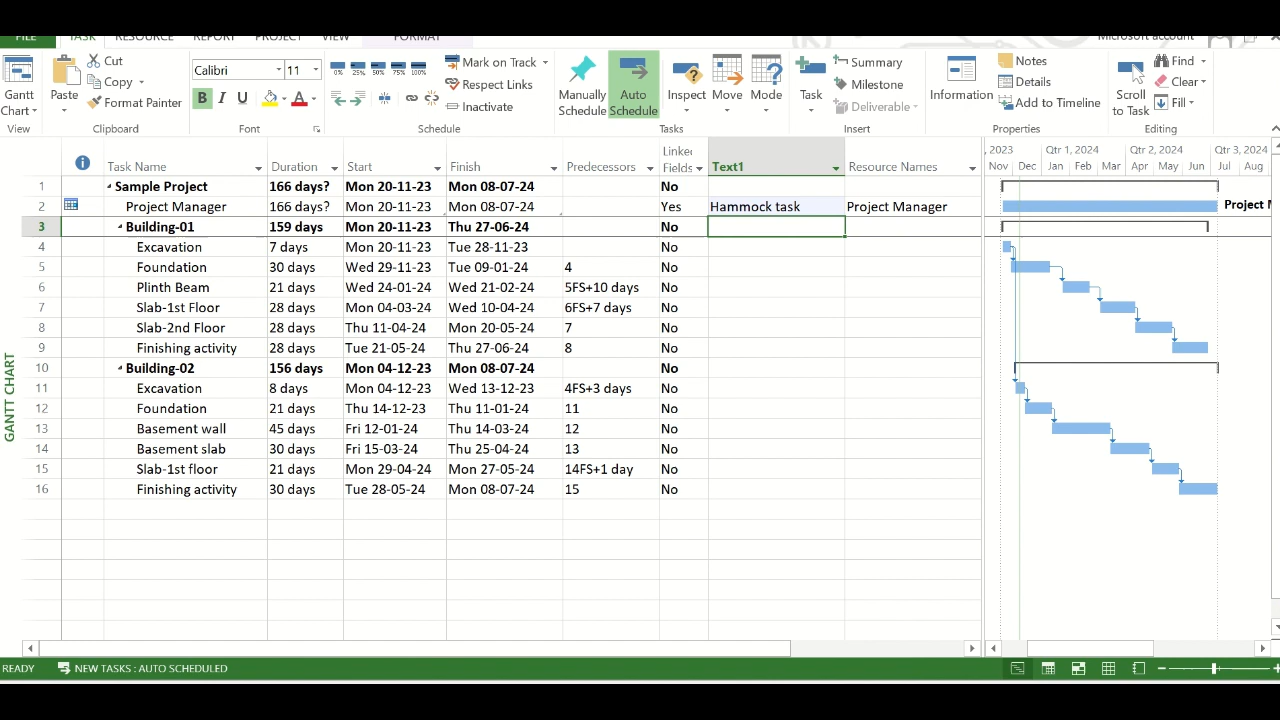 FILE TASK RESOURCE REPORT PROJECT VIEW FORMAT Microsoft account
Gantt Chart
View
Paste
Cut
Copy
Format Painter
Clipboard
Calibri 11
B I U A
Font
0% 25% 50% 75% 100%
Mark on Track
Respect Links
Inactivate
Schedule
Manually Schedule
Auto Schedule
Inspect
Move
Mode
Tasks
Task
Summary
Milestone
Deliverable
Insert
Information
Notes
Details
Add to Timeline
Properties
Scroll to Task
Find
Clear
Fill
Editing
Task Name Duration Start Finish Predecessors Linked Fields Text1 Resource Names
, 2023 Qtr 1, 2024 Qtr 2, 2024 Qtr 3, 2024
Nov Dec Jan Feb Mar Apr May Jun Jul Aug
1 Sample Project 166 days? Mon 20-11-23 Mon 08-07-24 No
2 Project Manager 166 days? Mon 20-11-23 Mon 08-07-24 Yes Hammock task Project Manager Project M
3 Building-01 159 days Mon 20-11-23 Thu 27-06-24 No
4 Excavation 7 days Mon 20-11-23 Tue 28-11-23 No
5 Foundation 30 days Wed 29-11-23 Tue 09-01-24 4 No
6 Plinth Beam 21 days Wed 24-01-24 Wed 21-02-24 5FS+10 days No
7 Slab-1st Floor 28 days Mon 04-03-24 Wed 10-04-24 6FS+7 days No
8 Slab-2nd Floor 28 days Thu 11-04-24 Mon 20-05-24 7 No
9 Finishing activity 28 days Tue 21-05-24 Thu 27-06-24 8 No
10 Building-02 156 days Mon 04-12-23 Mon 08-07-24 No
11 Excavation 8 days Mon 04-12-23 Wed 13-12-23 4FS+3 days No
12 Foundation 21 days Thu 14-12-23 Thu 11-01-24 11 No
13 Basement wall 45 days Fri 12-01-24 Thu 14-03-24 12 No
14 Basement slab 30 days Fri 15-03-24 Thu 25-04-24 13 No
15 Slab-1st floor 21 days Mon 29-04-24 Mon 27-05-24 14FS+1 day No
16 Finishing activity 30 days Tue 28-05-24 Mon 08-07-24 15 No
GANTT CHART
READY NEW TASKS : AUTO SCHEDULED